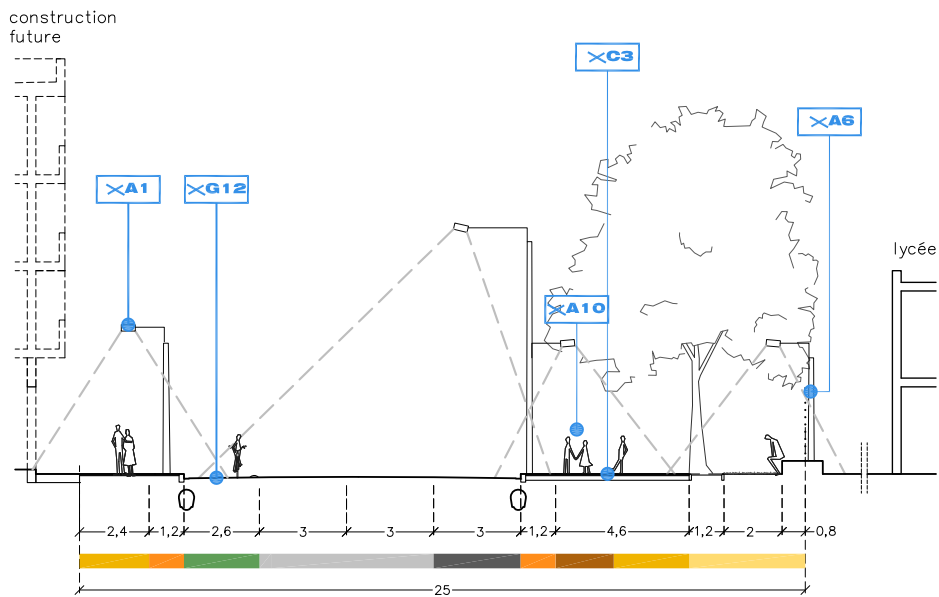 construction
future
C3
A6
A1
G12
lycée
A10
2,4
1,2
2,6
3
3
3
1,2
4,6
1,2
2
0,8
25